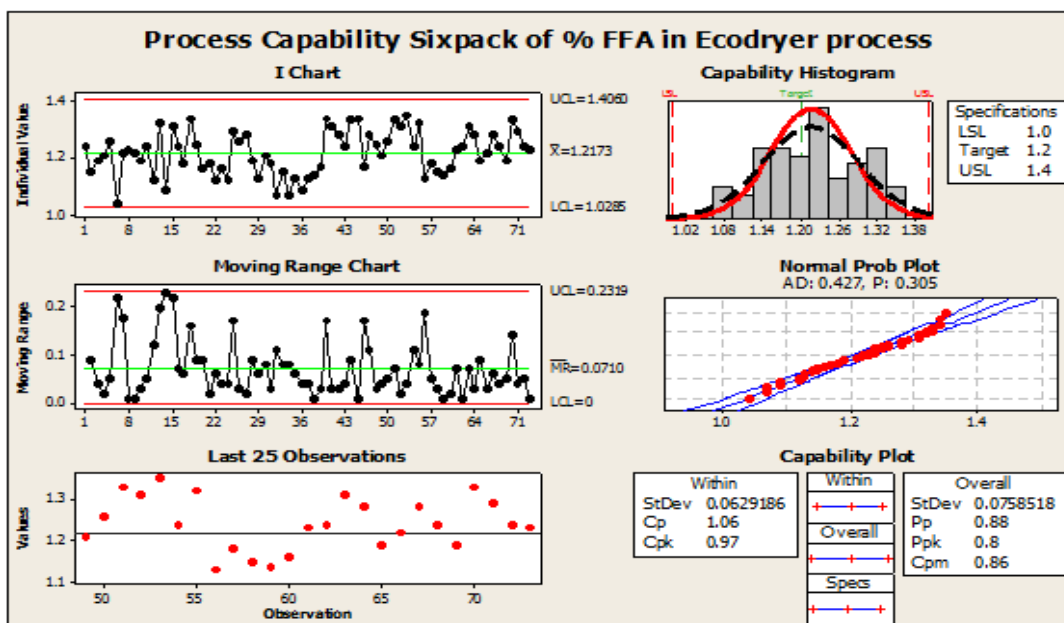 Process Capability Sixpack of % FFA in Ecodryer process
I Chart
Individual Value
1.4
1.2
1.0
UCL=1.4060
X=1.2173
LCL=1.0285
1 8 15 22 29 36 43 50 57 64 71
Moving Range Chart
Moving Range
0.2
0.1
0.0
UCL=0.2319
MR=0.0710
LCL=0
1 8 15 22 29 36 43 50 57 64 71
Last 25 Observations
Values
1.3
1.2
1.1
50 55 60 65 70
Observation
Capability Histogram
LSL Target USL
1.02 1.08 1.14 1.20 1.26 1.32 1.38
Specifications
LSL 1.0
Target 1.2
USL 1.4
Normal Prob Plot
AD: 0.427, P: 0.305
1.0 1.2 1.4
Capability Plot
Within
StDev 0.0629186
Cp 1.06
Cpk 0.97
Within
Overall
Specs
Overall
StDev 0.0758518
Pp 0.88
Ppk 0.8
Cpm 0.86